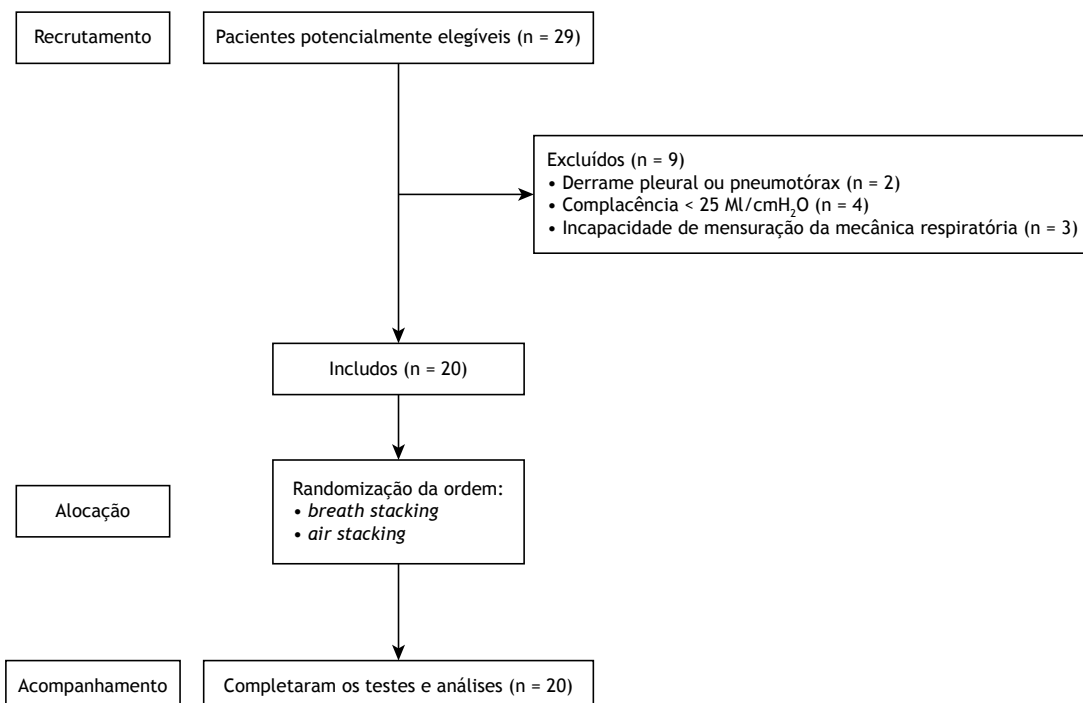 Recrutamento
Pacientes potencialmente elegíveis (n = 29)
Excluídos (n = 9)
• Derrame pleural ou pneumotórax (n = 2)
• Complacência < 25 Ml/cmH₂O (n = 4)
• Incapacidade de mensuração da mecânica respiratória (n = 3)
Includos (n = 20)
Alocação
Randomização da ordem:
• breath stacking
• air stacking
Acompanhamento
Completaram os testes e análises (n = 20)